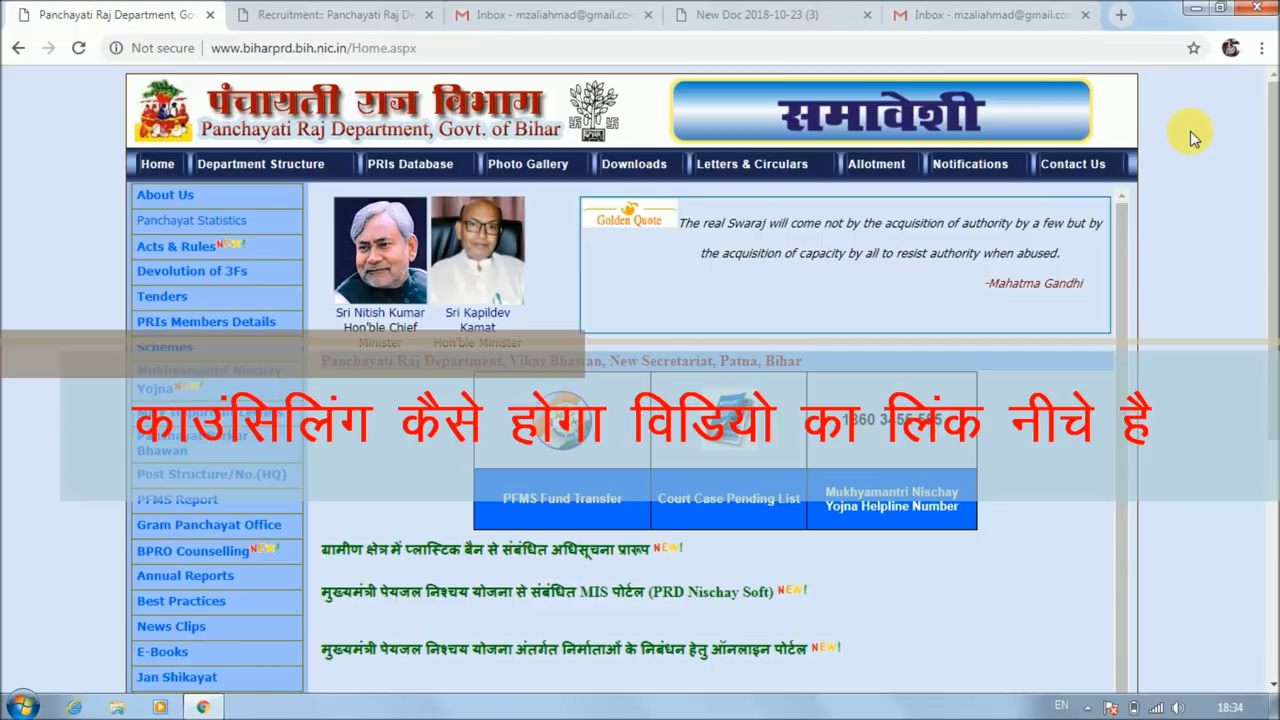 Panchayati Raj Department, Go
Recruitment:: Panchayati Raj De
Inbox - mzaliahmad@gmail.co
New Doc 2018-10-23 (3)
Inbox - mzaliahmad@gmail.com
Not secure
www.biharprd.bih.nic.in/Home.aspx
पंचायती राज विभाग
Panchayati Raj Department, Govt. of Bihar
समावेशी
Home
Department Structure
PRIs Database
Photo Gallery
Downloads
Letters & Circulars
Allotment
Notifications
Contact Us
About Us
Panchayat Statistics
Acts & Rules NEW!
Devolution of 3Fs
Tenders
PRIs Members Details
Schemes
Mukhyamantri Nischay
Yojna NEW!
Panchayat Sarkar
Bhawan
Post Structure/No.(HQ)
PFMS Report
Gram Panchayat Office
BPRO Counselling NEW!
Annual Reports
Best Practices
News Clips
E-Books
Jan Shikayat
Sri Nitish Kumar
Hon'ble Chief
Minister
Sri Kapildev
Kamat
Hon'ble Minister
Golden Quote
The real Swaraj will come not by the acquisition of authority by a few but by
the acquisition of capacity by all to resist authority when abused.
-Mahatma Gandhi
Panchayati Raj Department, Vikas Bhawan, New Secretariat, Patna, Bihar
काउंसिलिंग कैसे होगा विडियो का लिंक नीचे है
PFMS Fund Transfer
Court Case Pending List
Mukhyamantri Nischay
Yojna Helpline Number
ग्रामीण क्षेत्र में प्लास्टिक बैन से संबंधित अधिसूचना प्रारूप NEW!
मुख्यमंत्री पेयजल निश्चय योजना से संबंधित MIS पोर्टल (PRD Nischay Soft) NEW!
मुख्यमंत्री पेयजल निश्चय योजना अंतर्गत निर्माताओं के निबंधन हेतु ऑनलाइन पोर्टल NEW!
EN
18:34